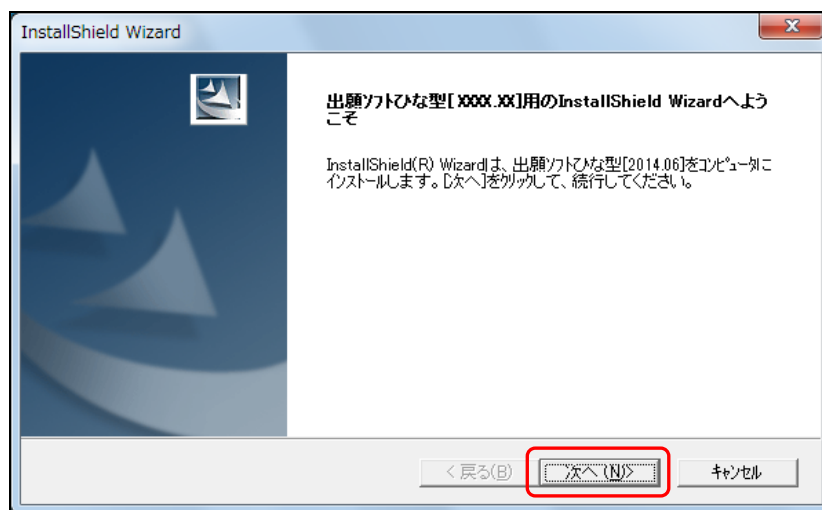 InstallShield Wizard
出願ソフトひな型[ XXXX.XX]用のInstallShield Wizardへよう
こそ
InstallShield(R) Wizardは、出願ソフトひな型[2014.06]をコンピュータに
インストールします。[次へ]をクリックして、続行してください。
< 戻る(B)
次へ (N)>
キャンセル